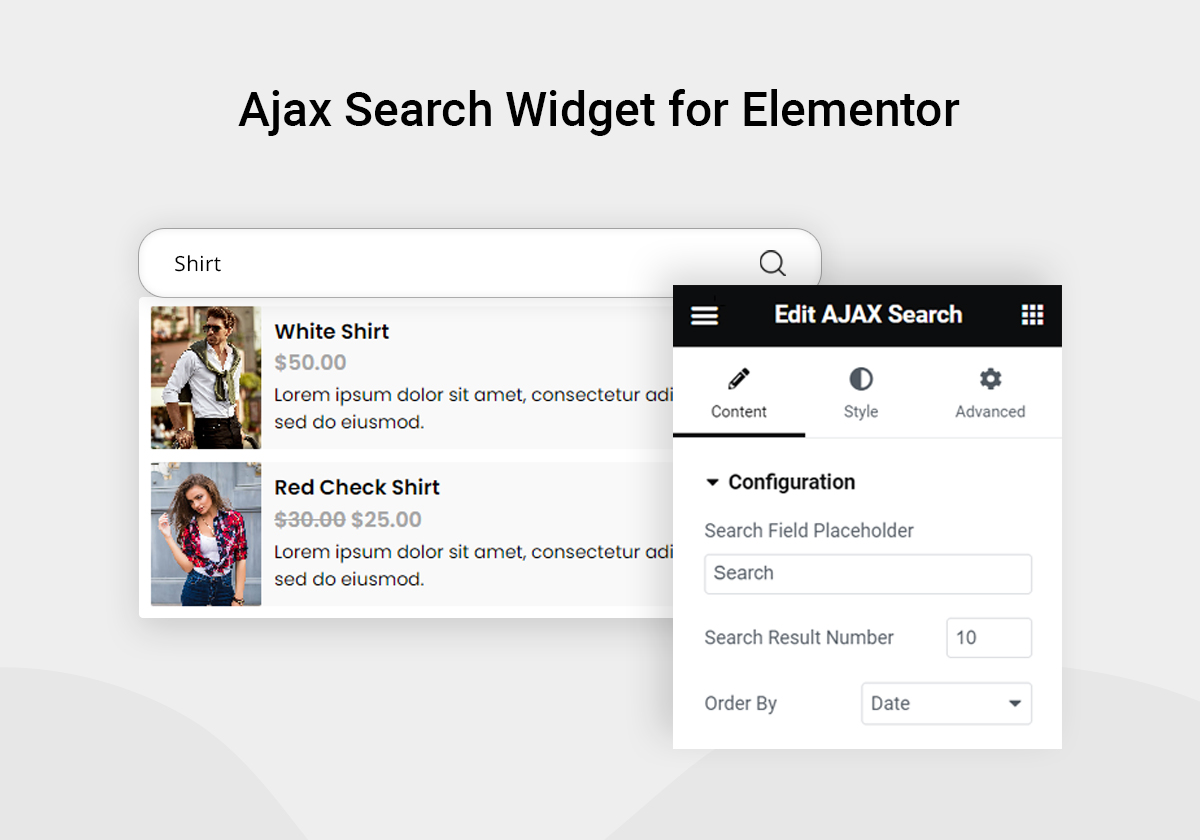 Ajax Search Widget for Elementor
Shirt
White Shirt
$50.00
Lorem ipsum dolor sit amet, consectetur adi
sed do eiusmod.
Red Check Shirt
$30.00 $25.00
Lorem ipsum dolor sit amet, consectetur adi
sed do eiusmod.
Edit AJAX Search
Content Style Advanced
Configuration
Search Field Placeholder
Search
Search Result Number 10
Order By Date